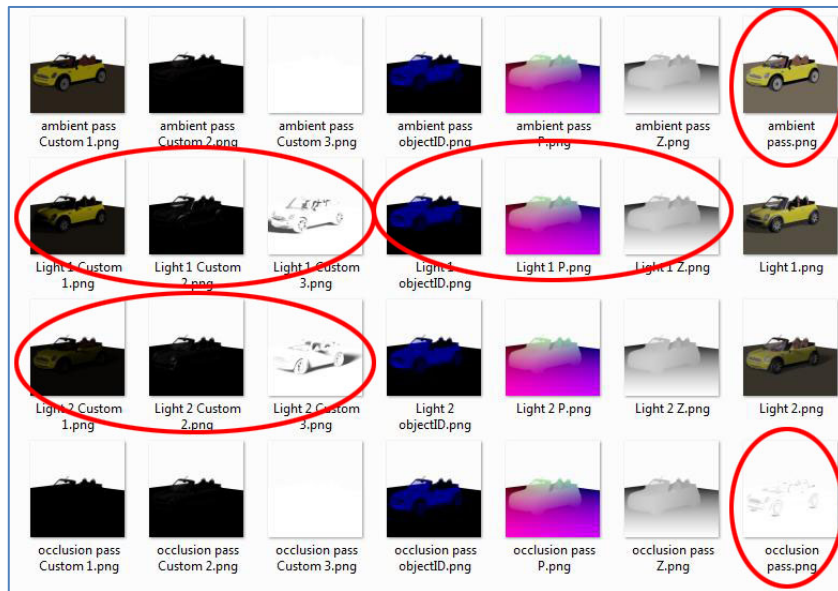 ambient pass
Custom 1.png
ambient pass
Custom 2.png
ambient pass
Custom 3.png
ambient pass
objectID.png
ambient pass
P.png
ambient pass
Z.png
ambient
pass.png
Light 1 Custom
1.png
Light 1 Custom
2.png
Light 1 Custom
3.png
Light 1
objectID.png
Light 1 P.png
Light 1 Z.png
Light 1.png
Light 2 Custom
1.png
Light 2 Custom
2.png
Light 2 Custom
3.png
Light 2
objectID.png
Light 2 P.png
Light 2 Z.png
Light 2.png
occlusion pass
Custom 1.png
occlusion pass
Custom 2.png
occlusion pass
Custom 3.png
occlusion pass
objectID.png
occlusion pass
P.png
occlusion pass
Z.png
occlusion
pass.png